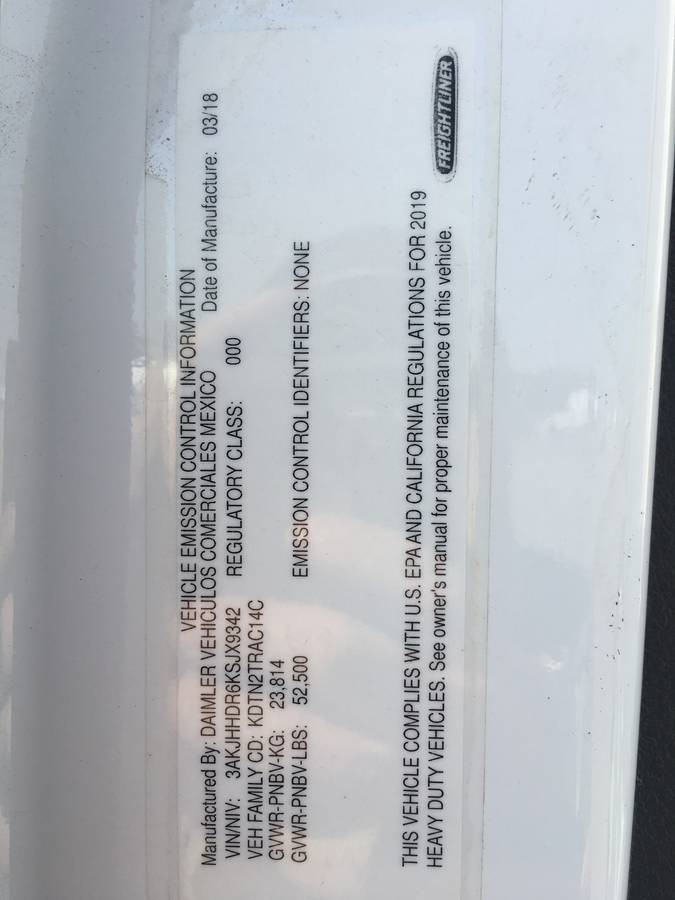 VEHICLE EMISSION CONTROL INFORMATION
Manufactured By: DAIMLER VEHICULOS COMERCIALES MEXICO Date of Manufacture: 03/18
VIN/NIV: 3AKJHHDR6KSJX9342 REGULATORY CLASS: 000
VEH FAMILY CD: KDTN2TRAC14C
GVWR-PNBV-KG: 23,814
GVWR-PNBV-LBS: 52,500 EMISSION CONTROL IDENTIFIERS: NONE
THIS VEHICLE COMPLIES WITH U.S. EPA AND CALIFORNIA REGULATIONS FOR 2019
HEAVY DUTY VEHICLES. See owner's manual for proper maintenance of this vehicle.
FREIGHTLINER